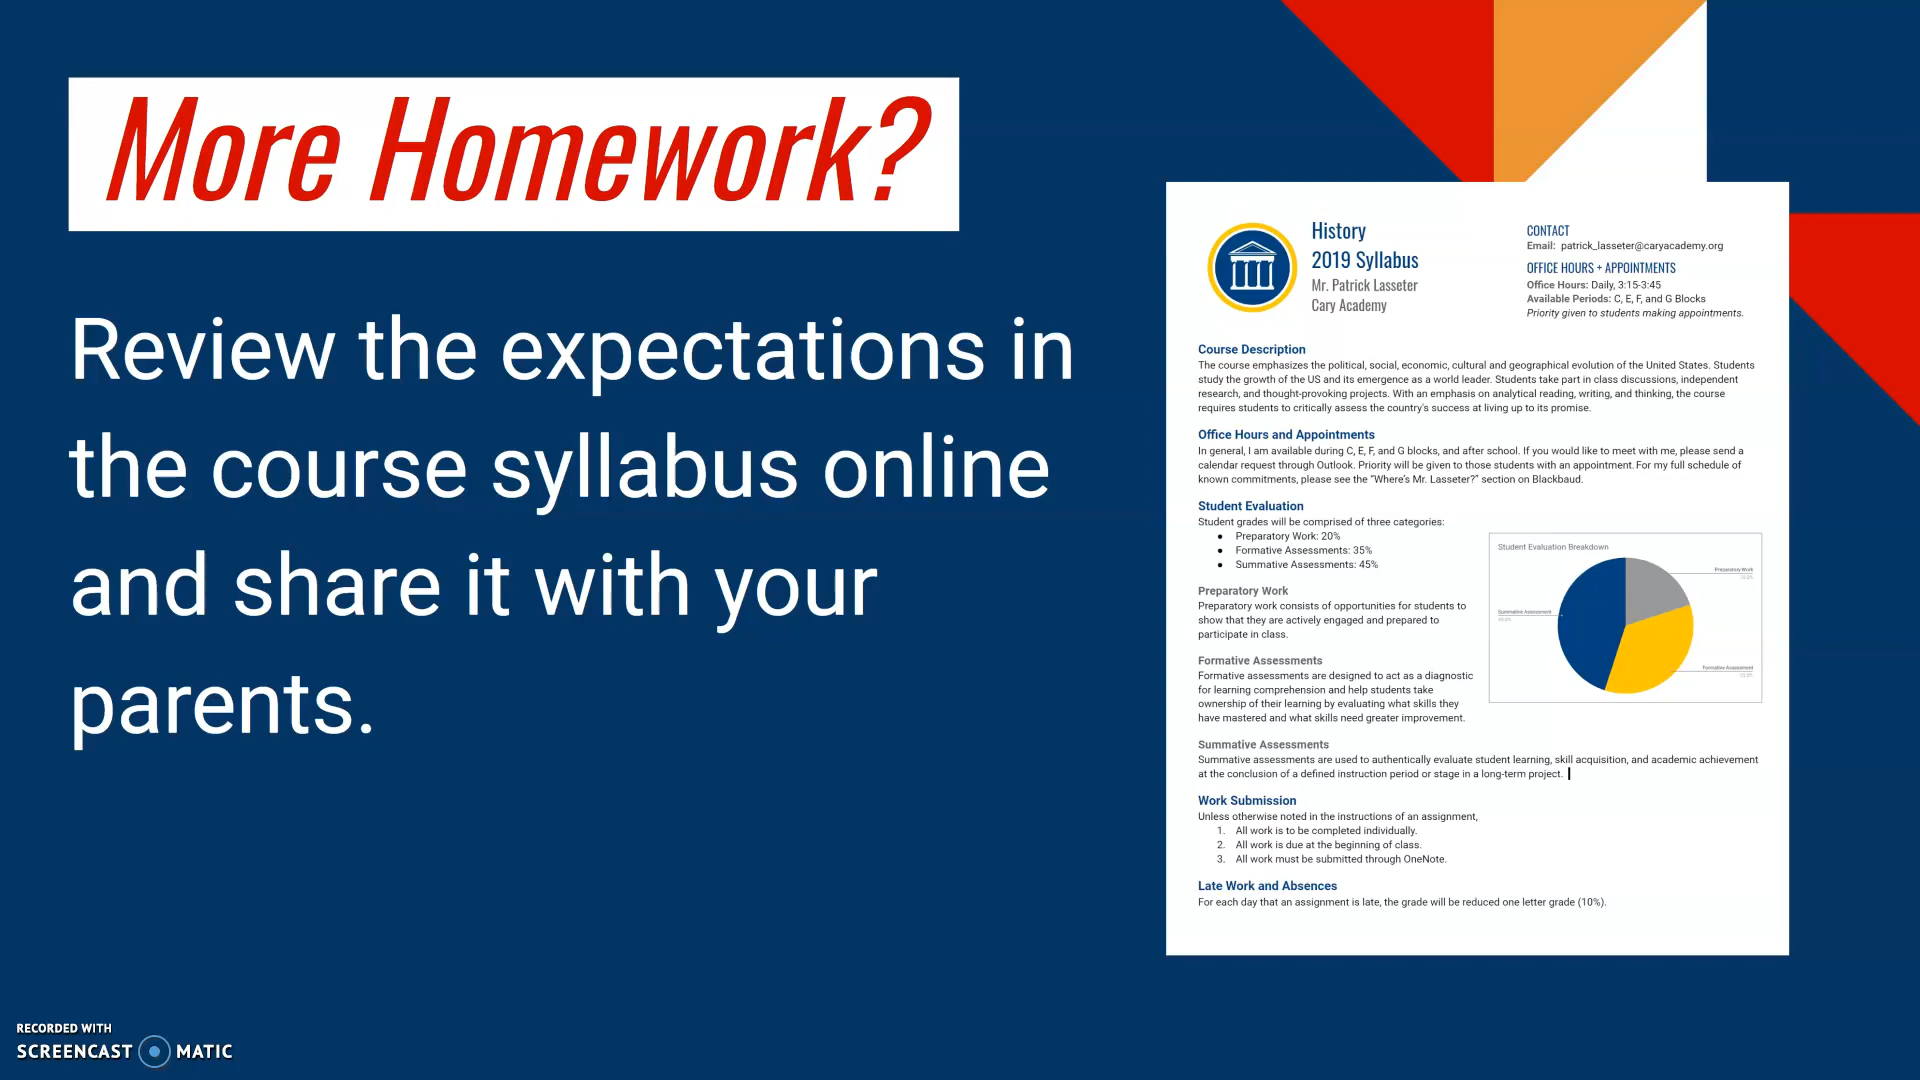 More Homework?
Review the expectations in
the course syllabus online
and share it with your
parents.
History
2019 Syllabus
Mr. Patrick Lasseter
Cary Academy
CONTACT
Email: patrick_lasseter@caryacademy.org
OFFICE HOURS + APPOINTMENTS
Office Hours: Daily, 3:15-3:45
Available Periods: C, E, F, and G Blocks
Priority given to students making appointments.
Course Description
The course emphasizes the political, social, economic, cultural and geographical evolution of the United States. Students
study the growth of the US and its emergence as a world leader. Students take part in class discussions, independent
research, and thought-provoking projects. With an emphasis on analytical reading, writing, and thinking, the course
requires students to critically assess the country's success at living up to its promise.
Office Hours and Appointments
In general, I am available during C, E, F, and G blocks, and after school. If you would like to meet with me, please send a
calendar request through Outlook. Priority will be given to those students with an appointment. For my full schedule of
known commitments, please see the "Where's Mr. Lasseter?" section on Blackbaud.
Student Evaluation
Student grades will be comprised of three categories:
● Preparatory Work: 20%
● Formative Assessments: 35%
● Summative Assessments: 45%
Preparatory Work
Preparatory work consists of opportunities for students to
show that they are actively engaged and prepared to
participate in class.
Formative Assessments
Formative assessments are designed to act as a diagnostic
for learning comprehension and help students take
ownership of their learning by evaluating what skills they
have mastered and what skills need greater improvement.
Student Evaluation Breakdown
Preparatory Work
Summative Assessment
Formative Assessment
Summative Assessments
Summative assessments are used to authentically evaluate student learning, skill acquisition, and academic achievement
at the conclusion of a defined instruction period or stage in a long-term project.
Work Submission
Unless otherwise noted in the instructions of an assignment,
1. All work is to be completed individually.
2. All work is due at the beginning of class.
3. All work must be submitted through OneNote.
Late Work and Absences
For each day that an assignment is late, the grade will be reduced one letter grade (10%).
RECORDED WITH
SCREENCAST MATIC